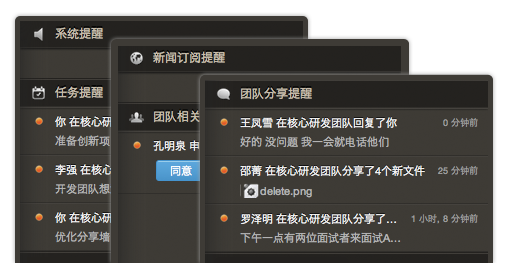 系统提醒
任务提醒
你 在核心研
准备创新项
李强 在核心
开发团队想
你 在核心研
优化分享墙
新闻订阅提醒
团队相关
孔明泉 申
同意
团队分享提醒
王凤雪 在核心研发团队回复了你 0 分钟前
好的 没问题 我一会就电话他们
邵菁 在核心研发团队分享了4个新文件 25 分钟前
delete.png
罗泽明 在核心研发团队分享了... 1 小时, 8 分钟前
下午一点有两位面试者来面试A...